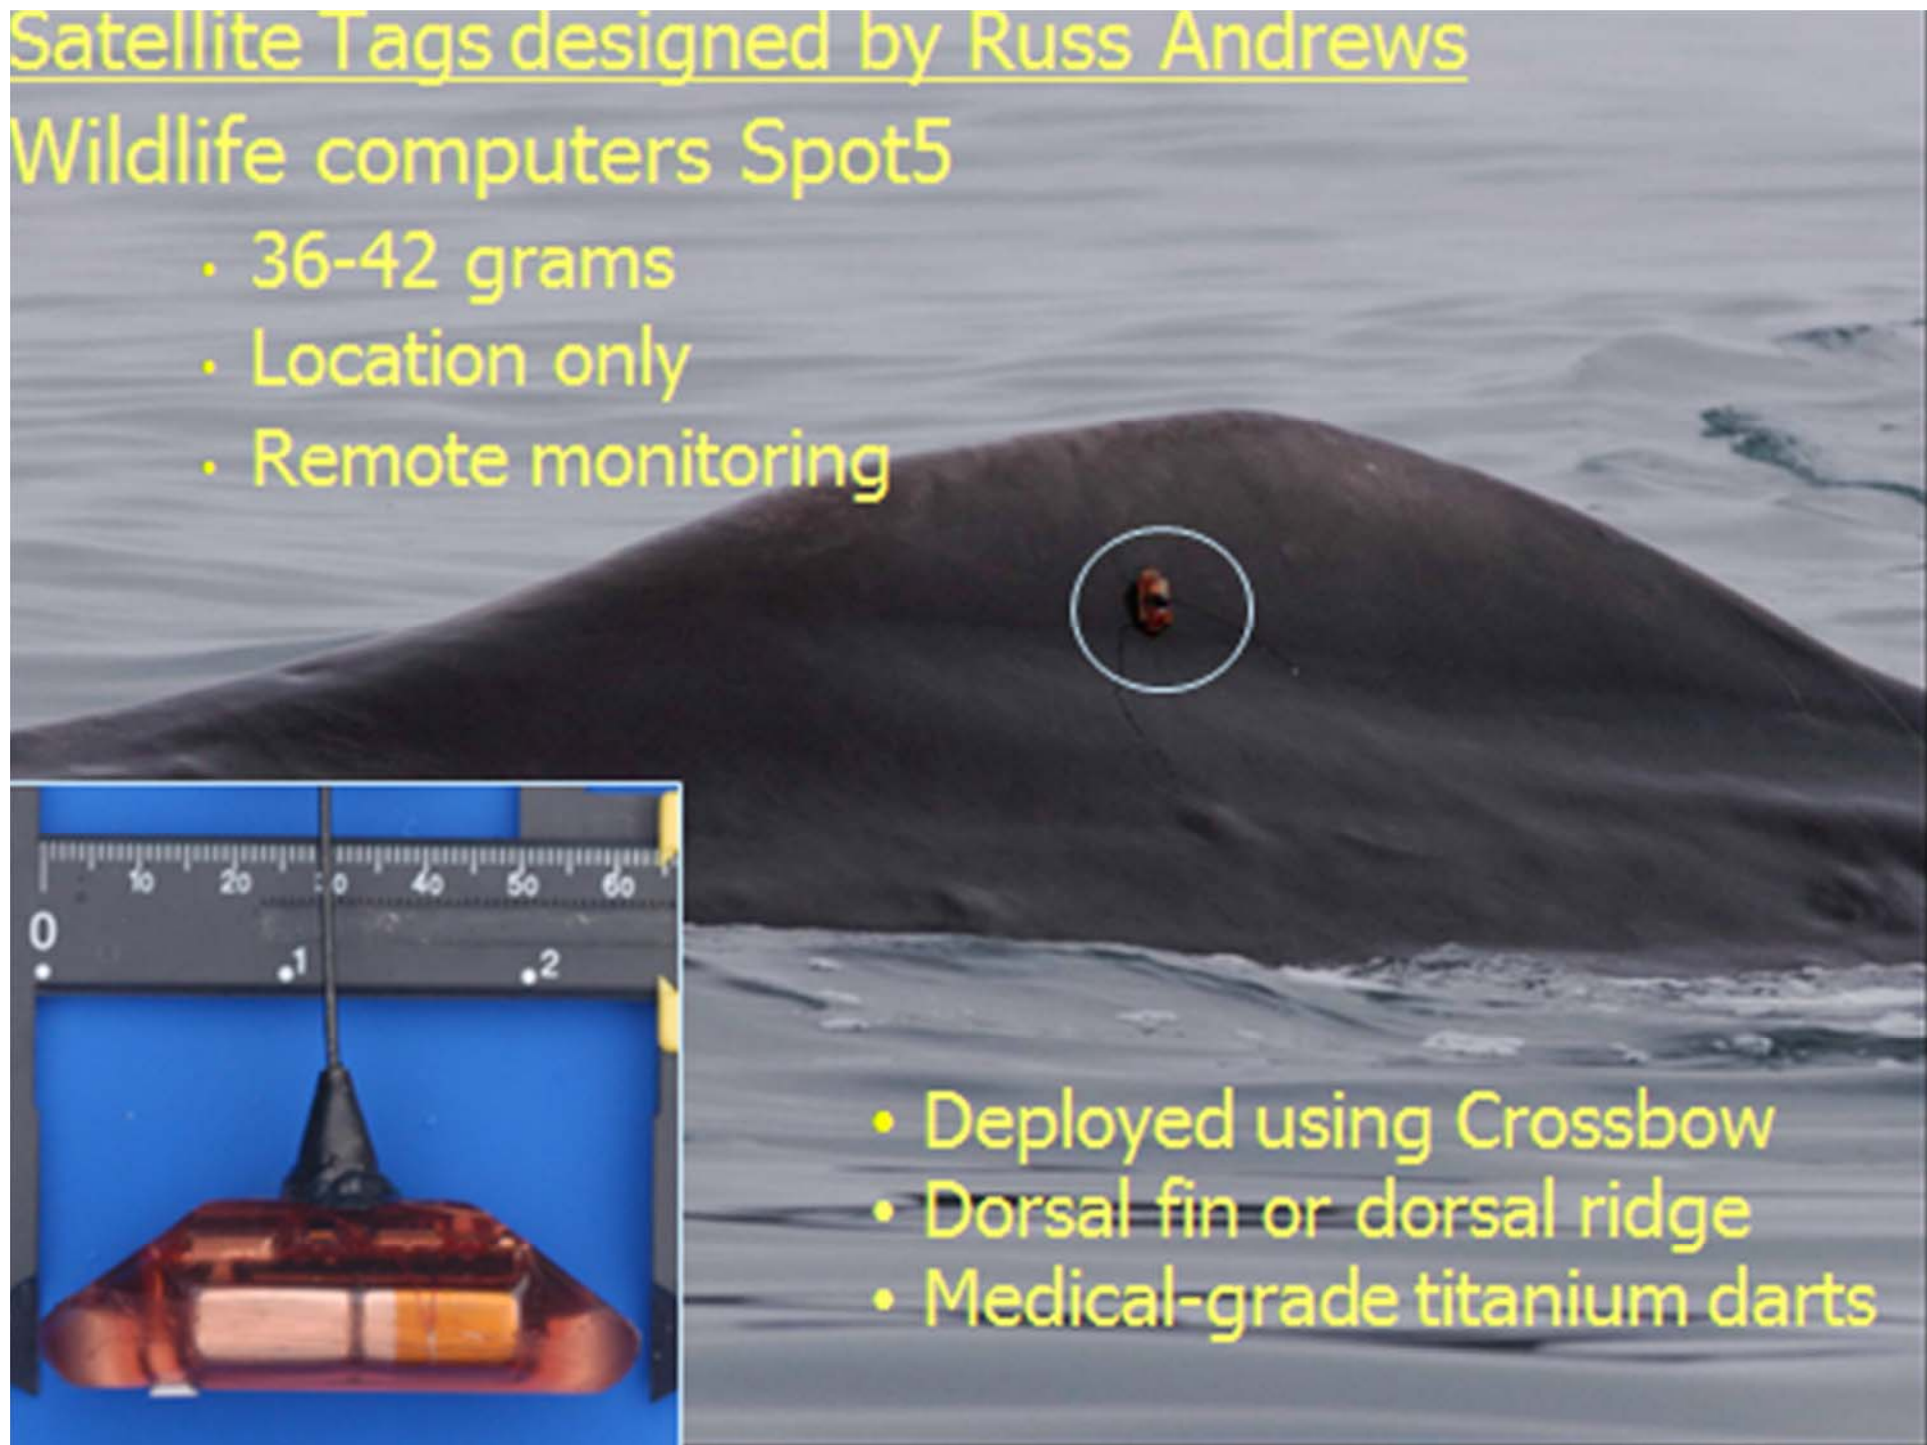 Satellite Tags designed by Russ Andrews
Wildlife computers Spot5
• 36-42 grams
• Location only
• Remote monitoring
10 20 30 40 50 60
0
1 2
• Deployed using Crossbow
• Dorsal fin or dorsal ridge
• Medical-grade titanium darts